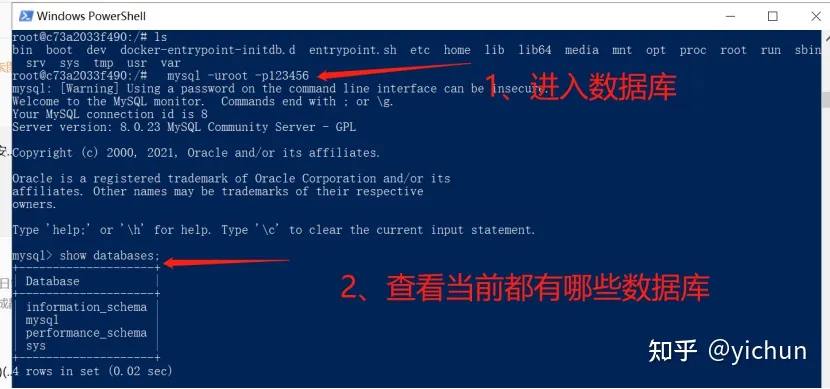 Windows PowerShell
root@c73a2033f490:/# ls
bin boot dev docker-entrypoint-initdb.d entrypoint.sh etc home lib lib64 media mnt opt proc root run sbin
srv sys tmp usr var
root@c73a2033f490:/# mysql -uroot -p123456
1、进入数据库
mysql: [Warning] Using a password on the command line interface can be insecure.
Welcome to the MySQL monitor. Commands end with ; or \g.
Your MySQL connection id is 8
Server version: 8.0.23 MySQL Community Server - GPL
Copyright (c) 2000, 2021, Oracle and/or its affiliates.
Oracle is a registered trademark of Oracle Corporation and/or its
affiliates. Other names may be trademarks of their respective
owners.
Type 'help;' or '\h' for help. Type '\c' to clear the current input statement.
mysql> show databases;
+--------------------+
| Database           |
+--------------------+
2、查看当前都有哪些数据库
| information_schema |
| mysql              |
| performance_schema |
| sys                |
+--------------------+
4 rows in set (0.02 sec)
知乎 @yichun